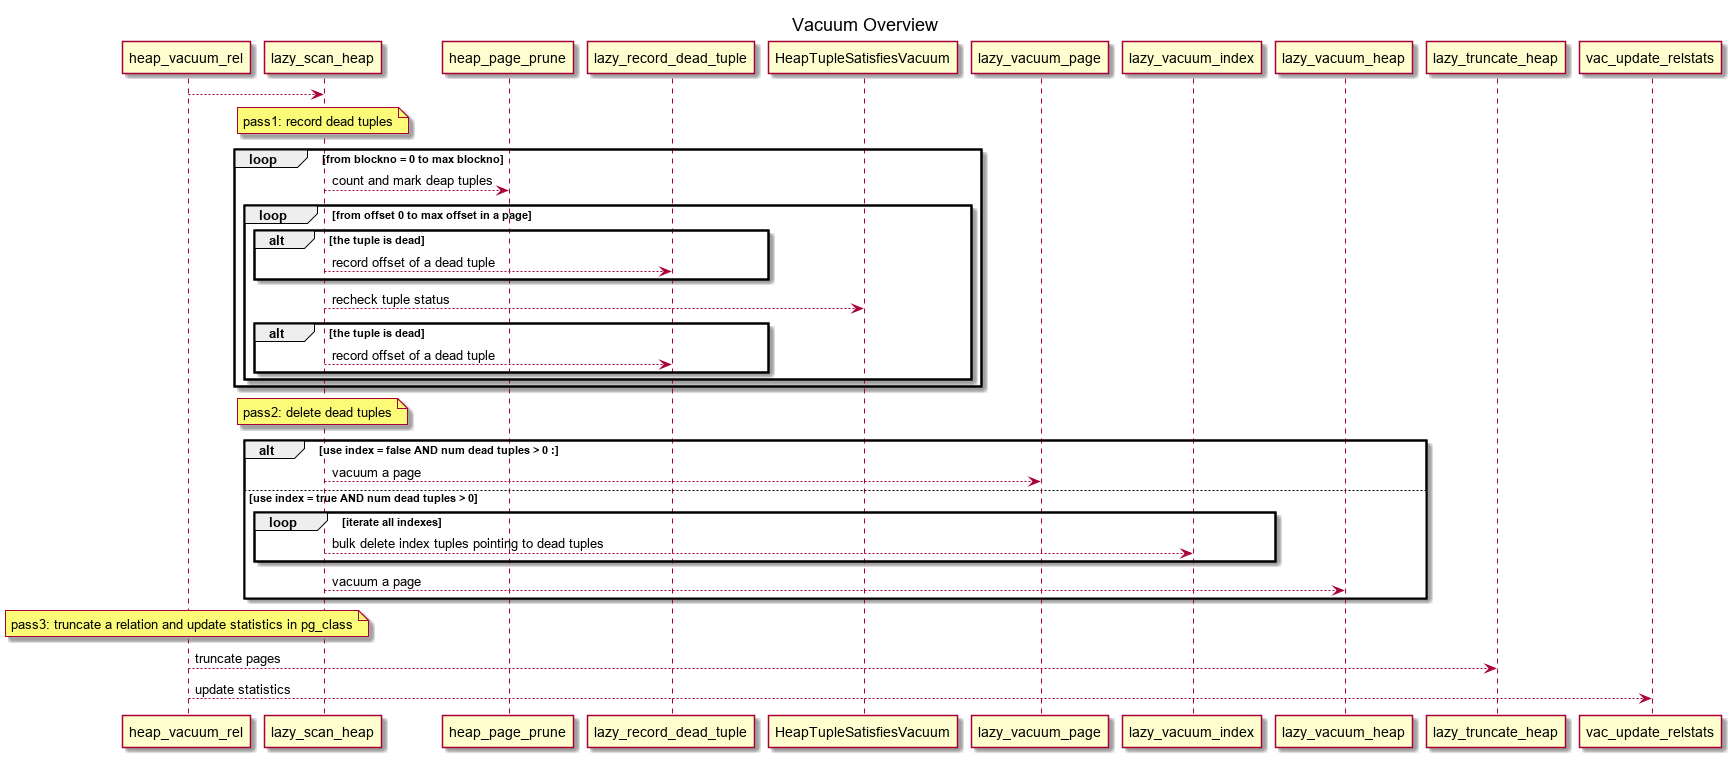 Vacuum Overview
heap_vacuum_rel
lazy_scan_heap
heap_page_prune
lazy_record_dead_tuple
HeapTupleSatisfiesVacuum
lazy_vacuum_page
lazy_vacuum_index
lazy_vacuum_heap
lazy_truncate_heap
vac_update_relstats
pass1: record dead tuples
loop
[from blockno = 0 to max blockno]
count and mark deap tuples
loop
[from offset 0 to max offset in a page]
alt
[the tuple is dead]
record offset of a dead tuple
recheck tuple status
alt
[the tuple is dead]
record offset of a dead tuple
pass2: delete dead tuples
alt
[use index = false AND num dead tuples > 0 :]
vacuum a page
[use index = true AND num dead tuples > 0]
loop
[iterate all indexes]
bulk delete index tuples pointing to dead tuples
vacuum a page
pass3: truncate a relation and update statistics in pg_class
truncate pages
update statistics
heap_vacuum_rel
lazy_scan_heap
heap_page_prune
lazy_record_dead_tuple
HeapTupleSatisfiesVacuum
lazy_vacuum_page
lazy_vacuum_index
lazy_vacuum_heap
lazy_truncate_heap
vac_update_relstats